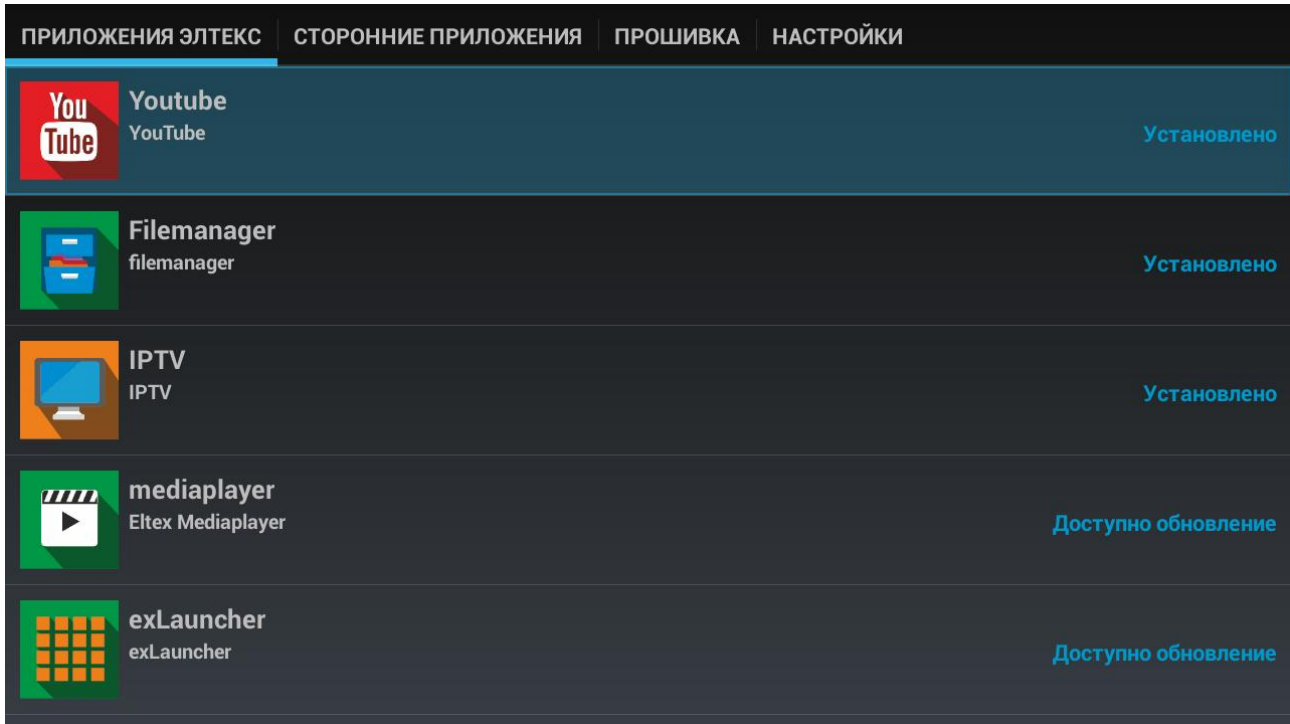 ПРИЛОЖЕНИЯ ЭЛТЕКС СТОРОННИЕ ПРИЛОЖЕНИЯ ПРОШИВКА НАСТРОЙКИ
You
Tube
Youtube
YouTube
Установлено
Filemanager
filemanager
Установлено
IPTV
IPTV
Установлено
mediaplayer
Eltex Mediaplayer
Доступно обновление
exLauncher
exLauncher
Доступно обновление